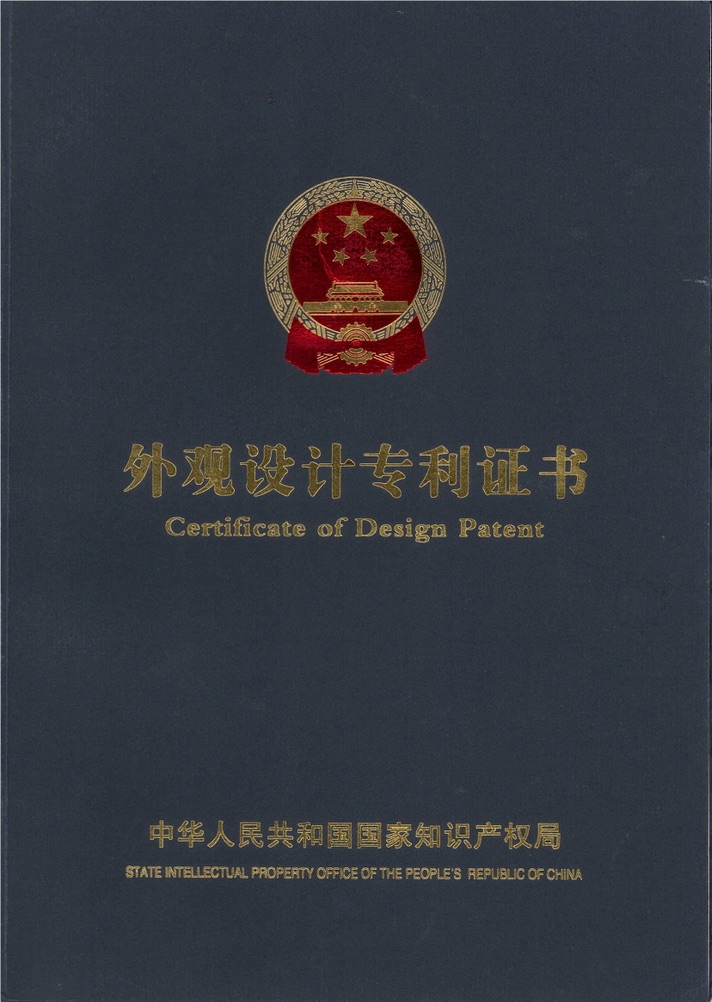 外观设计专利证书
Certificate of Design Patent
中华人民共和国国家知识产权局
STATE INTELLECTUAL PROPERTY OFFICE OF THE PEOPLE'S REPUBLIC OF CHINA